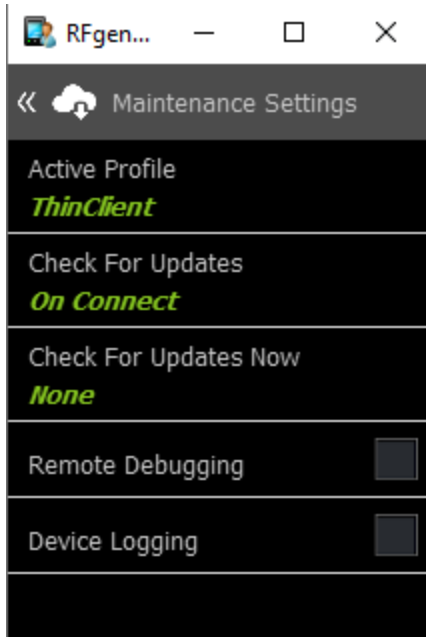 RFgen...
Maintenance Settings
Active Profile
ThinClient
Check For Updates
On Connect
Check For Updates Now
None
Remote Debugging
Device Logging